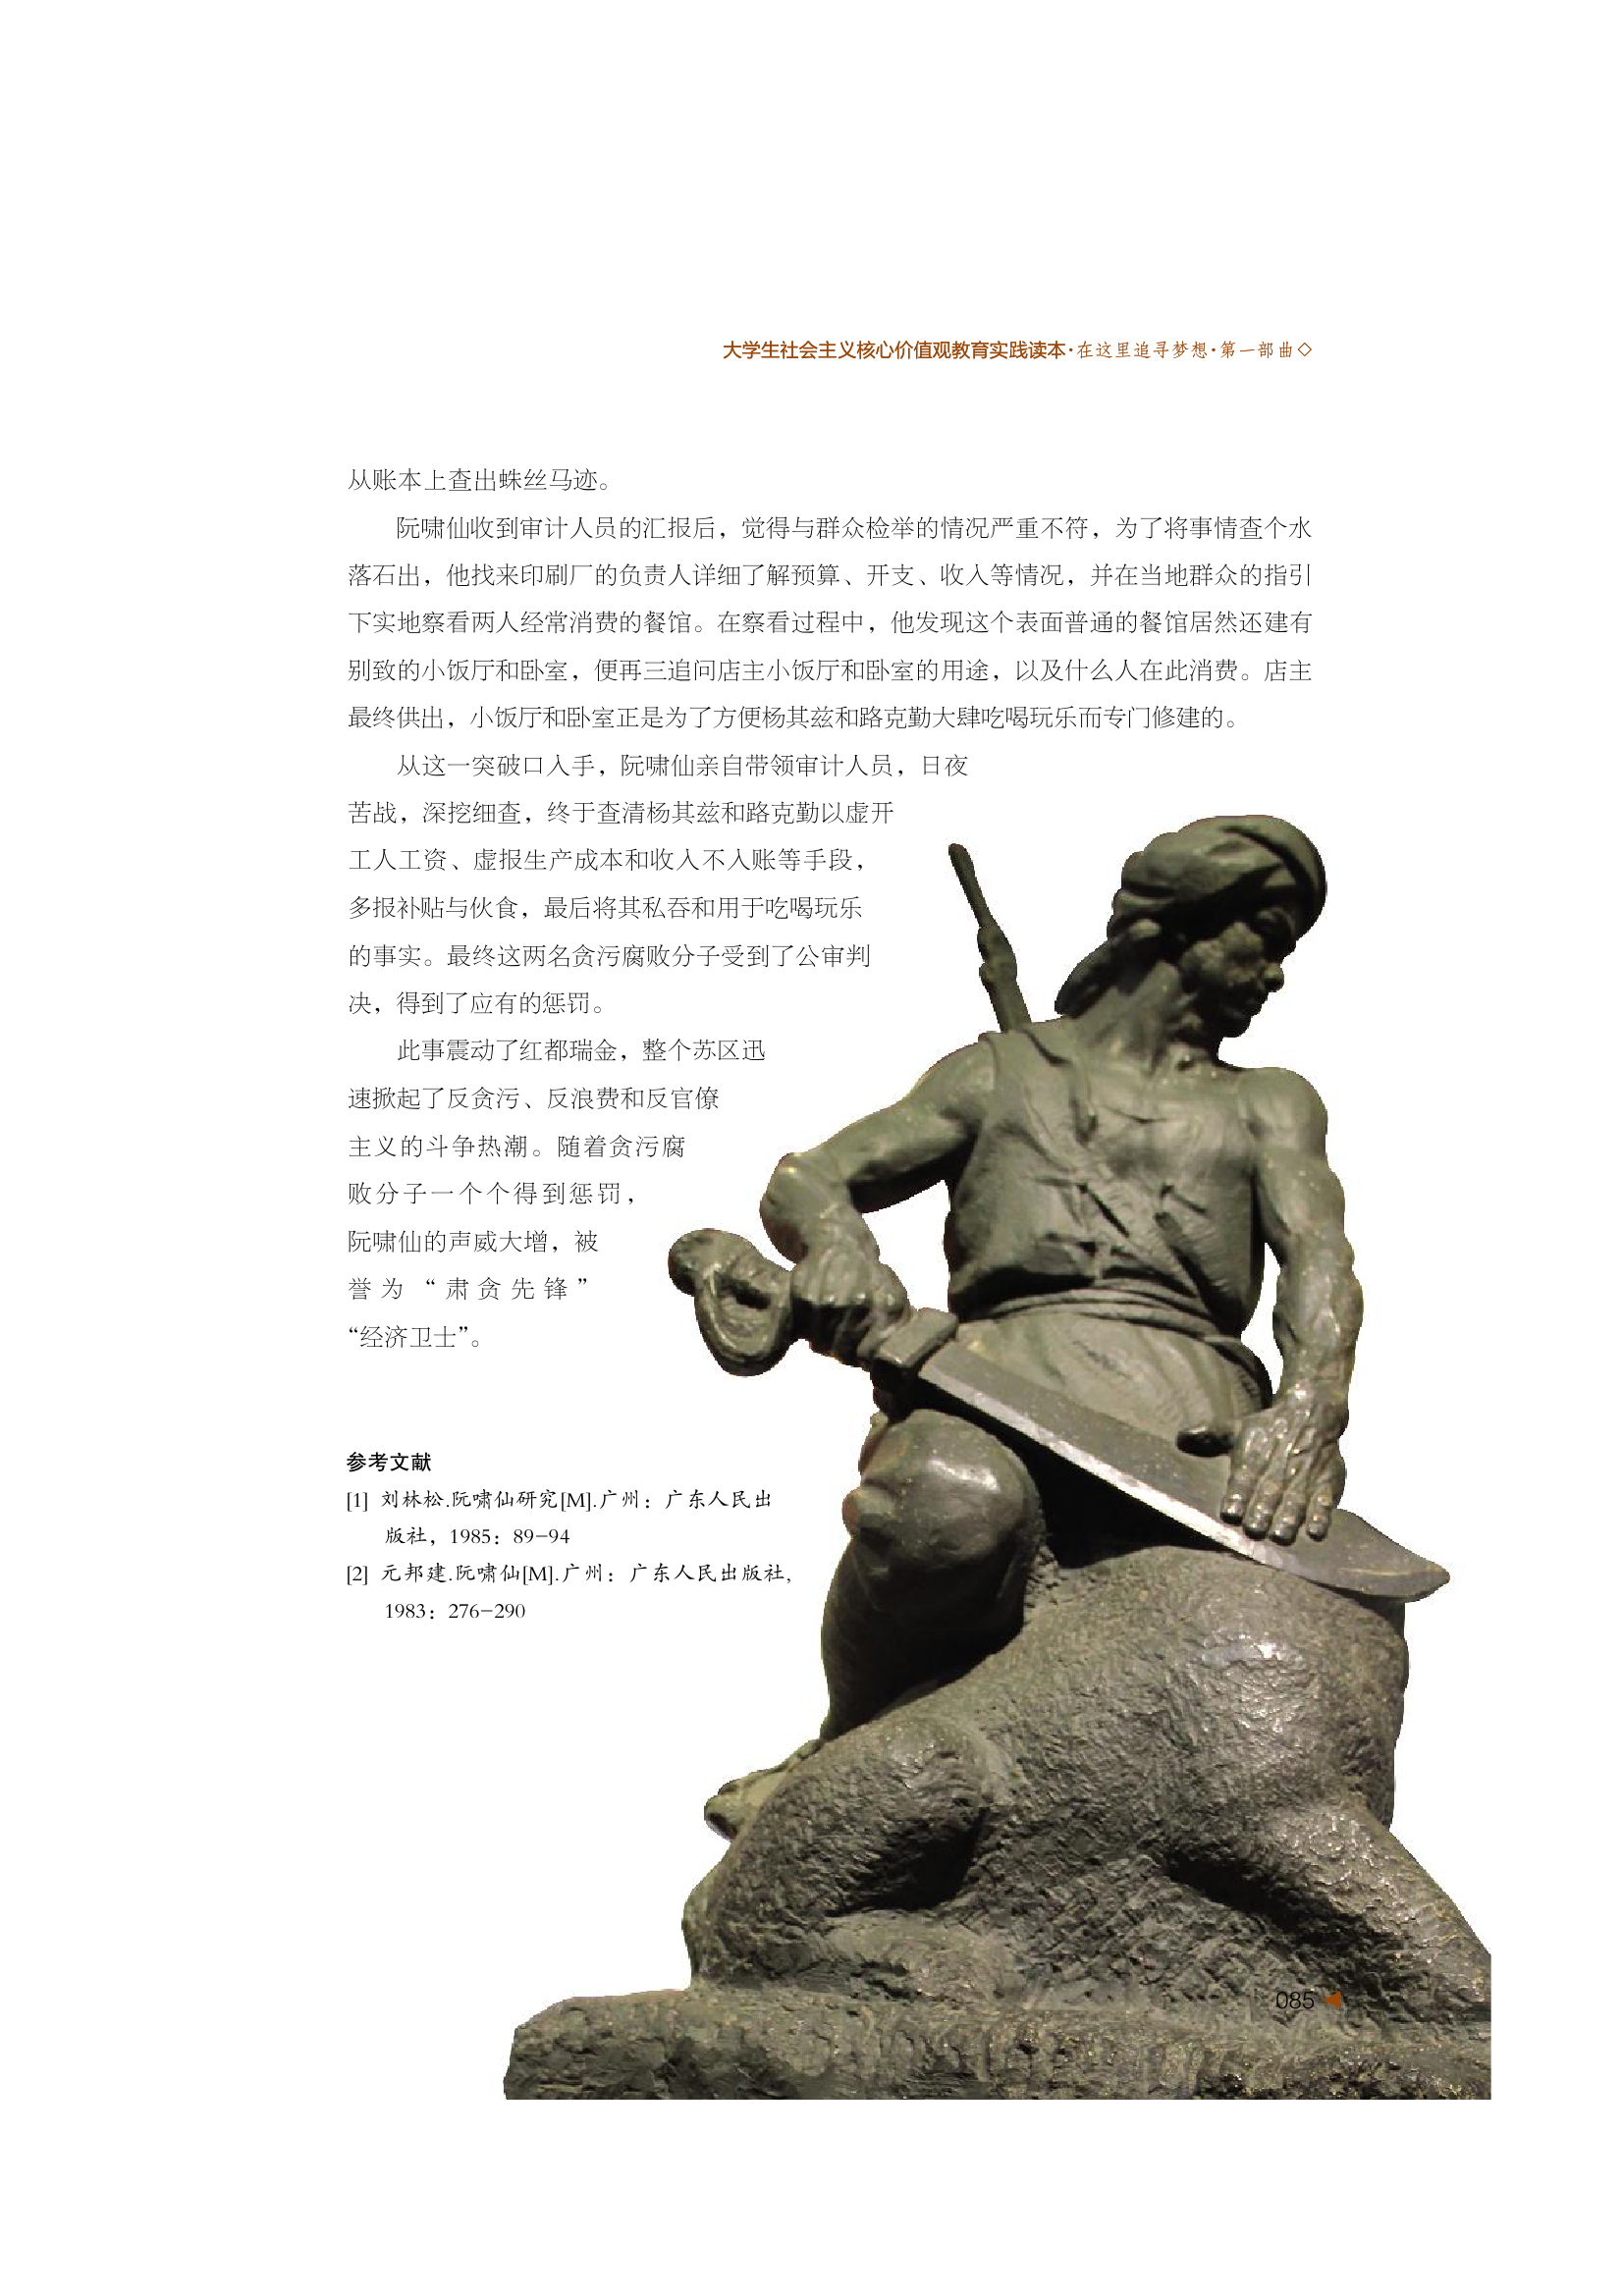 大学生社会主义核心价值观教育实践读本·在这里追寻梦想·第一部曲◇
从账本上查出蛛丝马迹。
阮啸仙收到审计人员的汇报后，觉得与群众检举的情况严重不符，为了将事情查个水
落石出，他找来印刷厂的负责人详细了解预算、开支、收入等情况，并在当地群众的指引
下实地察看两人经常消费的餐馆。在察看过程中，他发现这个表面普通的餐馆居然还建有
别致的小饭厅和卧室，便再三追问店主小饭厅和卧室的用途，以及什么人在此消费。店主
最终供出，小饭厅和卧室正是为了方便杨其兹和路克勤大肆吃喝玩乐而专门修建的。
从这一突破口入手，阮啸仙亲自带领审计人员，日夜
苦战，深挖细查，终于查清杨其兹和路克勤以虚开
工人工资、虚报生产成本和收入不入账等手段，
多报补贴与伙食，最后将其私吞和用于吃喝玩乐
的事实。最终这两名贪污腐败分子受到了公审判
决，得到了应有的惩罚。
此事震动了红都瑞金，整个苏区迅
速掀起了反贪污、反浪费和反官僚
主义的斗争热潮。随着贪污腐
败分子一个个得到惩罚，
阮啸仙的声威大增，被
誉为“肃贪先锋”
“经济卫士”。
参考文献
[1] 刘林松.阮啸仙研究[M].广州：广东人民出
版社，1985：89-94
[2] 元邦建.阮啸仙[M].广州：广东人民出版社，
1983：276-290
085